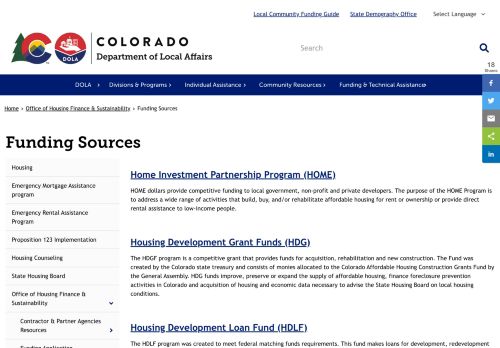 Local Community Funding Guide
State Demography Office
Select Language
COLORADO
Department of Local Affairs
DOLA
Search
18
Shares
DOLA
Divisions & Programs
Individual Assistance
Community Resources
Funding & Technical Assistance
Home › Office of Housing Finance & Sustainability › Funding Sources
Funding Sources
Housing
Emergency Mortgage Assistance
program
Emergency Rental Assistance
Program
Proposition 123 Implementation
Housing Counseling
State Housing Board
Office of Housing Finance &
Sustainability
Contractor & Partner Agencies
Resources
Funding Application
Home Investment Partnership Program (HOME)
HOME dollars provide competitive funding to local government, non-profit and private developers. The purpose of the HOME Program is
to address a wide range of activities that build, buy, and/or rehabilitate affordable housing for rent or ownership or provide direct
rental assistance to low-income people.
Housing Development Grant Funds (HDG)
The HDGF program is a competitive grant that provides funds for acquisition, rehabilitation and new construction. The Fund was
created by the Colorado state treasury and consists of monies allocated to the Colorado Affordable Housing Construction Grants Fund by
the General Assembly. HDG funds improve, preserve or expand the supply of affordable housing, finance foreclosure prevention
activities in Colorado and acquisition of housing and economic data necessary to advise the State Housing Board on local housing
conditions.
Housing Development Loan Fund (HDLF)
The HDLF program was created to meet federal matching funds requirements. This fund makes loans for development, redevelopment